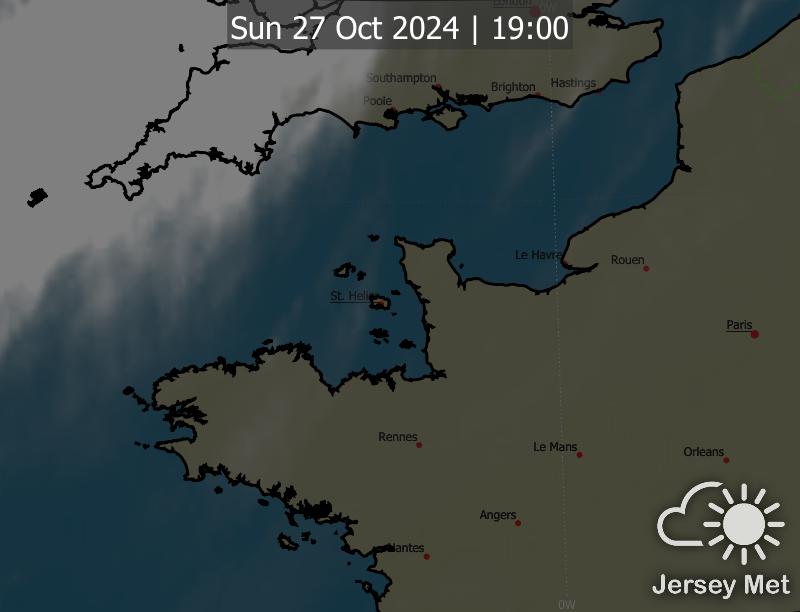 London
0W
Sun 27 Oct 2024 | 19:00
Southampton
Brighton
Hastings
Poole
Le Havre
Rouen
St. Helier
Paris
Rennes
Le Mans
Orleans
Angers
Nantes
Jersey Met
0W